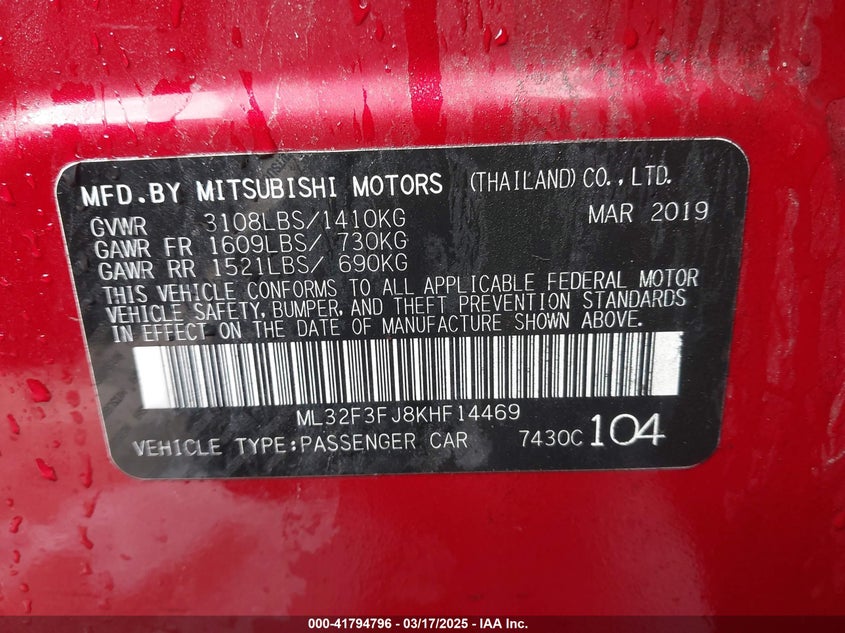 MFD.BY MITSUBISHI MOTORS (THAILAND)CO.,LTD.
GVWR 3108LBS/1410KG MAR 2019
GAWR FR 1609LBS/ 730KG
GAWR RR 1521LBS/ 690KG
THIS VEHICLE CONFORMS TO ALL APPLICABLE FEDERAL MOTOR
VEHICLE SAFETY, BUMPER, AND THEFT PREVENTION STANDARDS
IN EFFECT ON THE DATE OF MANUFACTURE SHOWN ABOVE.
ML32F3FJ8KHF14469
VEHICLE TYPE:PASSENGER CAR 7430C 104
000-41794796 - 03/17/2025 - IAA Inc.